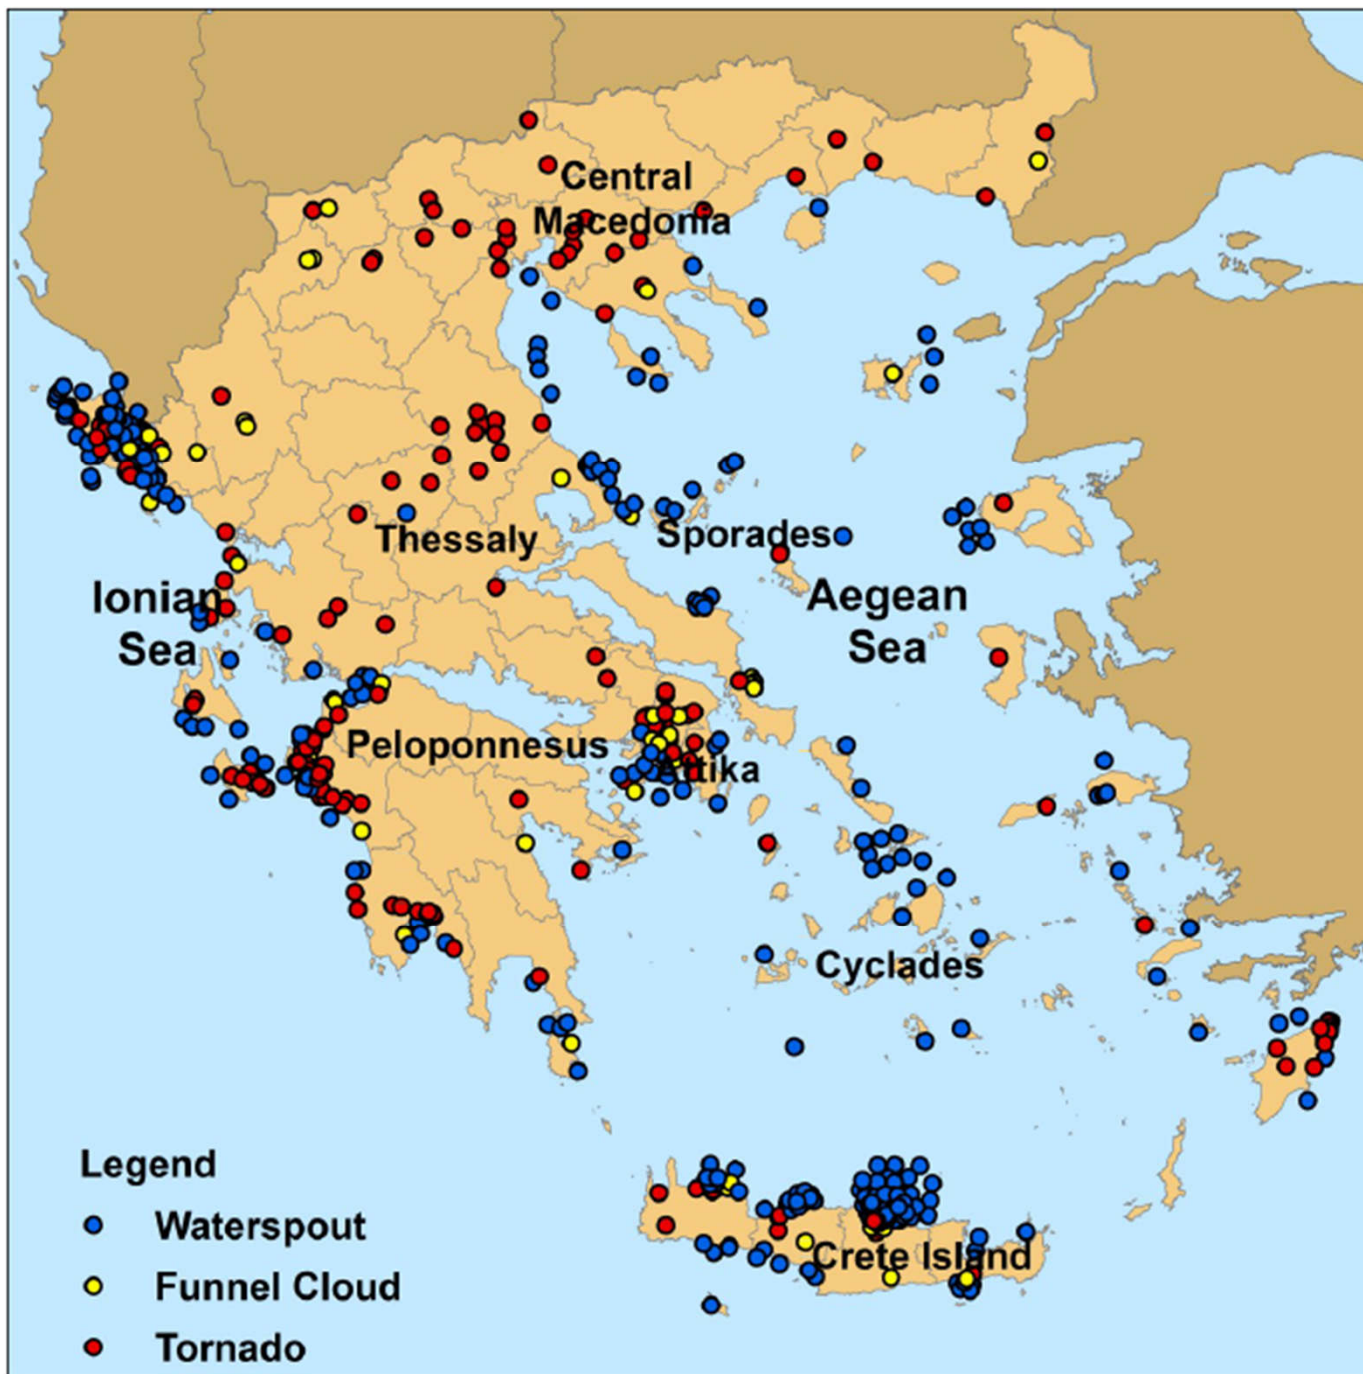 Central
Macedonia
Thessaly
Sporades
Ionian
Sea
Aegean
Sea
Peloponnesus
Attika
Cyclades
Crete Island
Legend
Waterspout
Funnel Cloud
Tornado